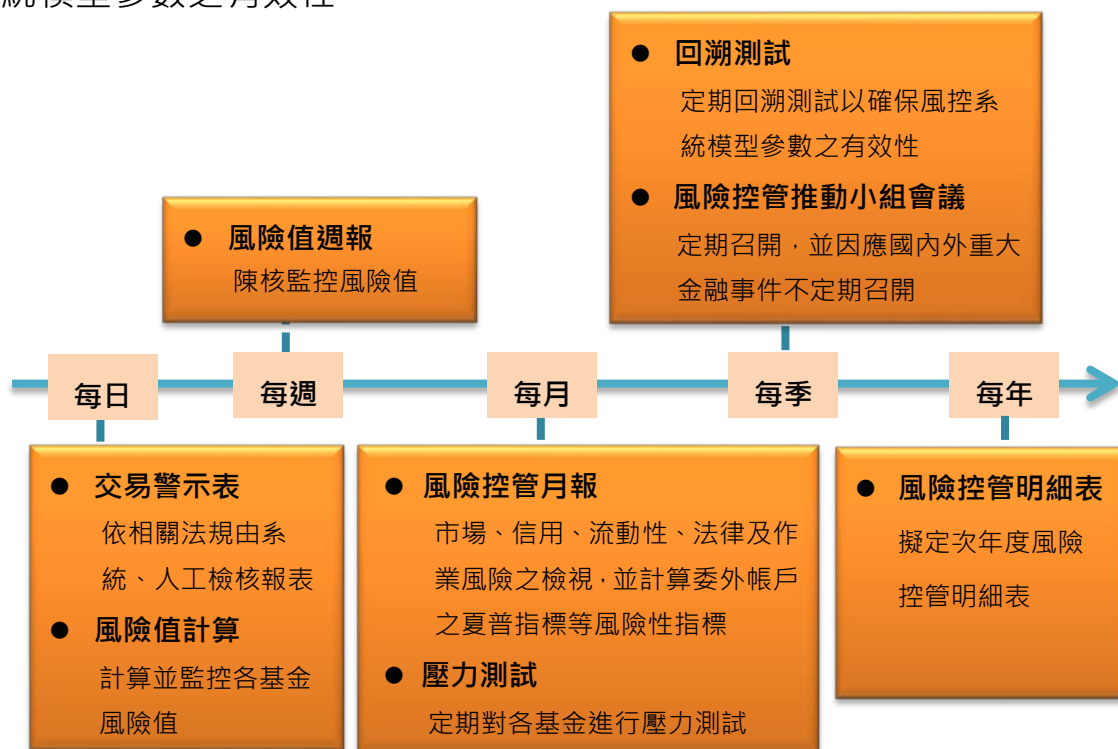 ● 回溯測試
定期回溯測試以確保風控系
統模型參數之有效性
● 風險控管推動小組會議
定期召開，並因應國內外重大
金融事件不定期召開
● 風險值週報
陳核監控風險值
每日
每週
每月
每季
每年
● 交易警示表
依相關法規由系
統、人工檢核報表
● 風險值計算
計算並監控各基金
風險值
● 風險控管月報
市場、信用、流動性、法律及作
業風險之檢視，並計算委外帳戶
之夏普指標等風險性指標
● 壓力測試
定期對各基金進行壓力測試
● 風險控管明細表
擬定次年度風險
控管明細表